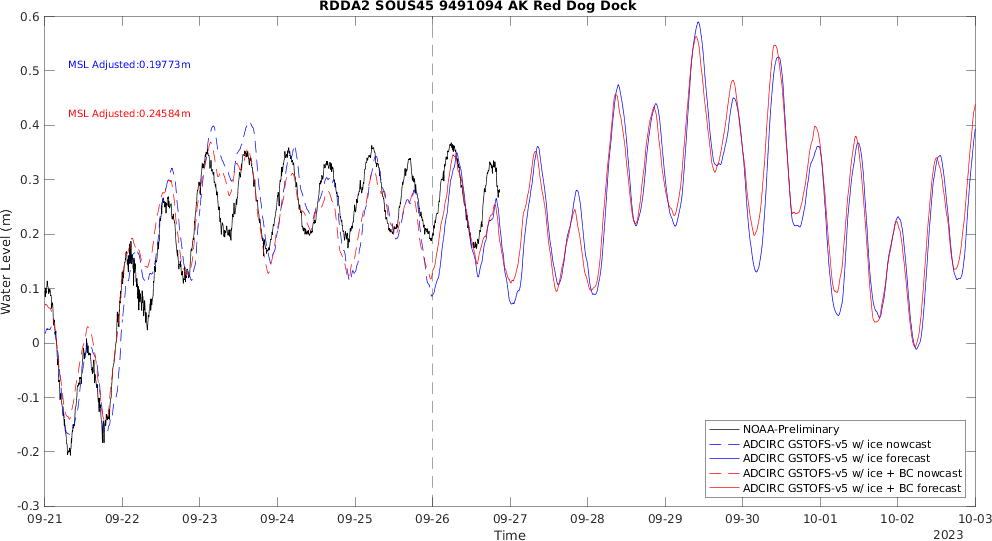 RDDA2 SOUS45 9491094 AK Red Dog Dock
MSL Adjusted:0.19773m
MSL Adjusted:0.24584m
Water Level (m)
0.6
0.5
0.4
0.3
0.2
0.1
0
-0.1
-0.2
-0.3
NOAA-Preliminary
ADCIRC GSTOFS-v5 w/ ice nowcast
ADCIRC GSTOFS-v5 w/ ice forecast
ADCIRC GSTOFS-v5 w/ ice + BC nowcast
ADCIRC GSTOFS-v5 w/ ice + BC forecast
09-21 09-22 09-23 09-24 09-25 09-26 09-27 09-28 09-29 09-30 10-01 10-02 10-03
Time
2023